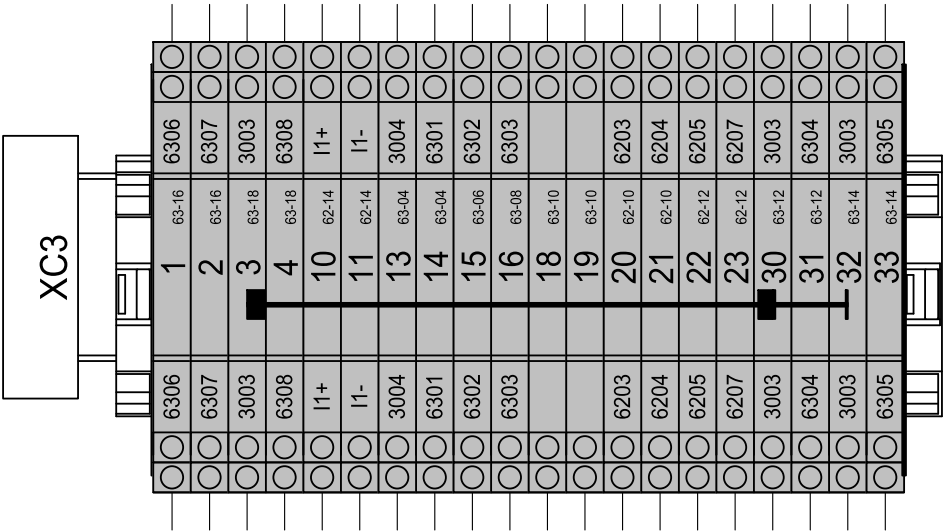 XC3
6306 6307 3003 6308 I1+ I1- 3004 6301 6302 6303 6203 6204 6205 6207 3003 6304 3003 6305
63-16 63-16 63-18 63-18 62-14 62-14 63-04 63-04 63-06 63-08 63-10 63-10 62-10 62-10 62-12 62-12 63-12 63-12 63-14 63-14
1 2 3 4 10 11 13 14 15 16 18 19 20 21 22 23 30 31 32 33
6306 6307 3003 6308 I1+ I1- 3004 6301 6302 6303 6203 6204 6205 6207 3003 6304 3003 6305